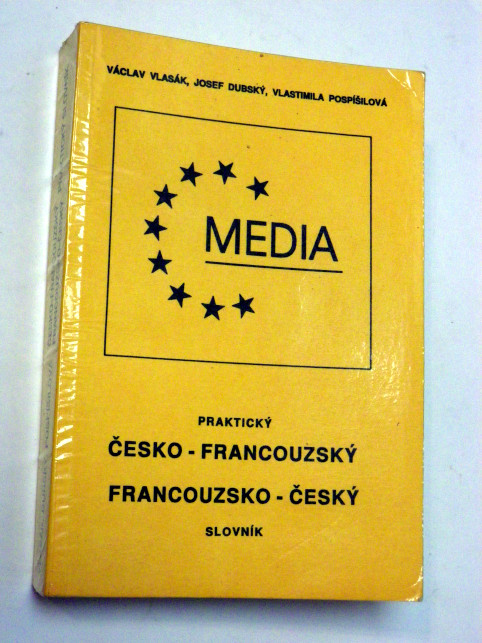 VÁCLAV VLASÁK, JOSEF DUBSKÝ, VLASTIMILA POSPÍŠILOVÁ
MEDIA
PRAKTICKÝ
ČESKO - FRANCOUZSKÝ
FRANCOUZSKO - ČESKÝ
SLOVNÍK